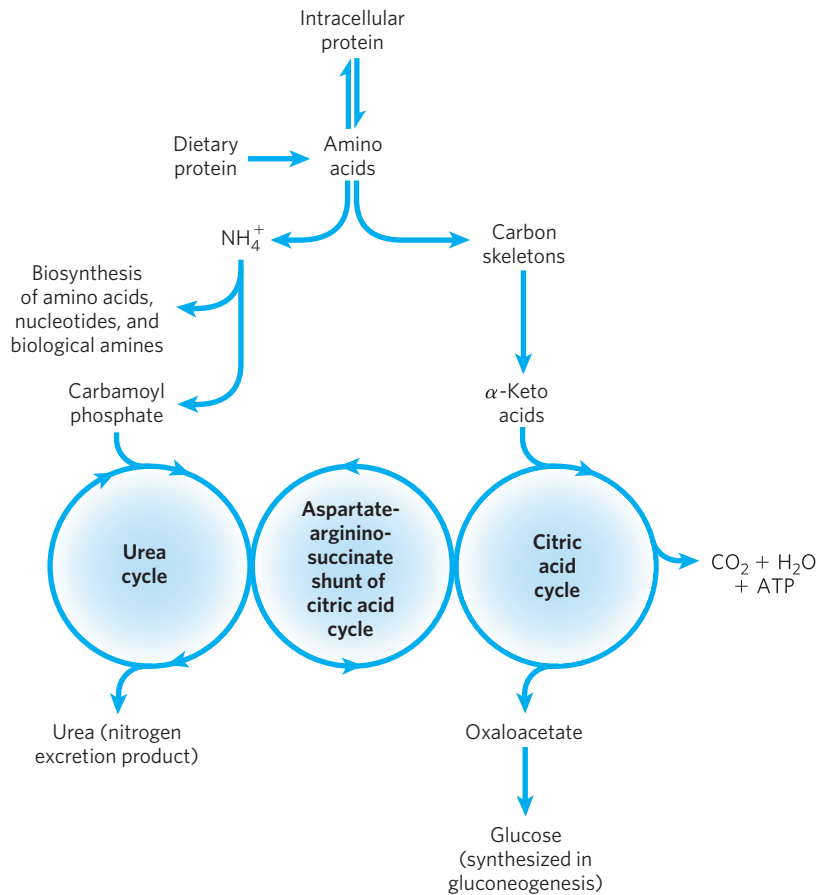 Intracellular
protein
Dietary
protein
Amino
acids
NH₄⁺
Carbon
skeletons
Biosynthesis
of amino acids,
nucleotides, and
biological amines
Carbamoyl
phosphate
α-Keto
acids
Urea
cycle
Aspartate-
arginino-
succinate
shunt of
citric acid
cycle
Citric
acid
cycle
CO₂ + H₂O
+ ATP
Urea (nitrogen
excretion product)
Oxaloacetate
Glucose
(synthesized in
gluconeogenesis)